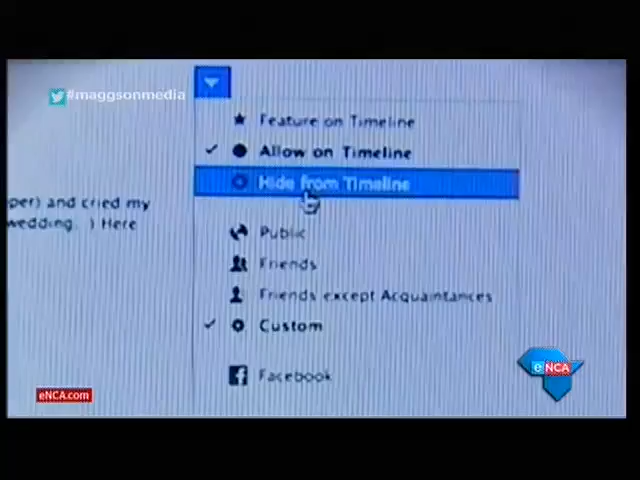 #maggsonmedia
Feature on Timeline
Allow on Timeline
Hide from Timeline
per) and cried my
wedding. ) Here
Public
Friends
Friends except Acquaintances
Custom
Facebook
eNCA
eNCA.com